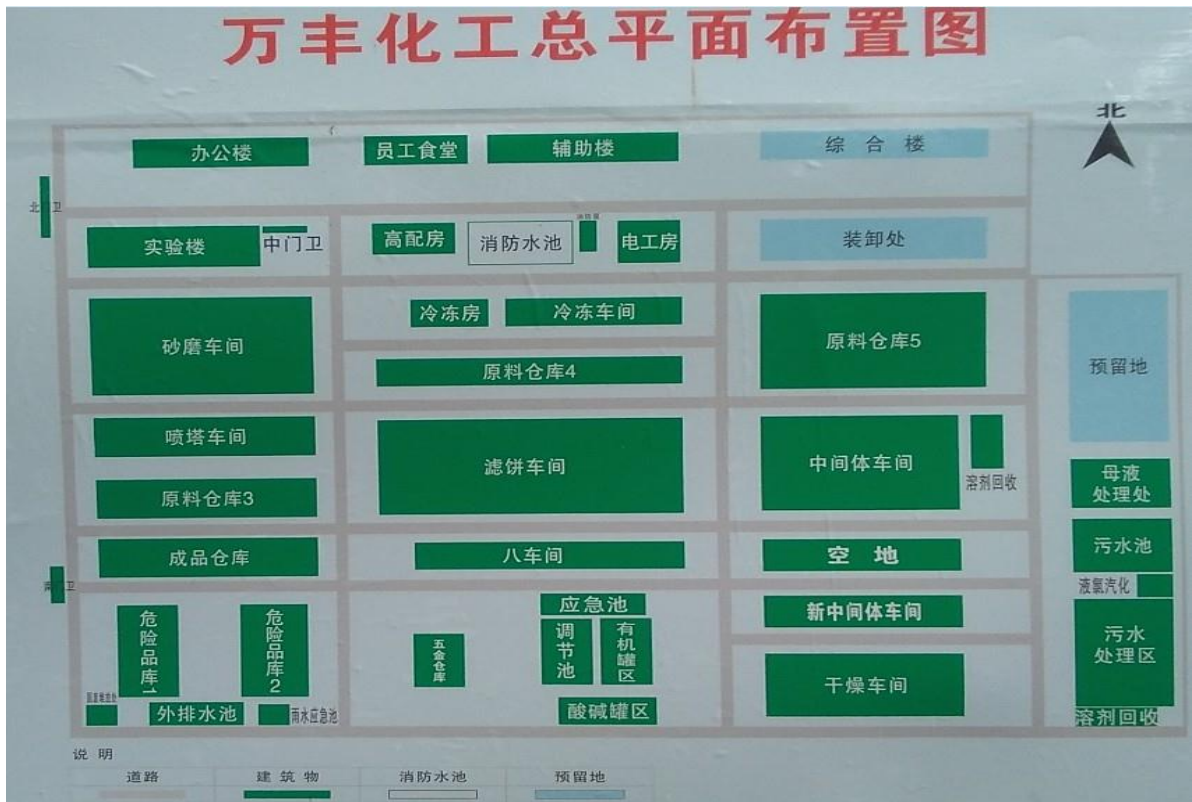 万丰化工总平面布置图
北
办公楼
员工食堂
辅助楼
综合楼
实验楼
中门卫
高配房
消防水池
电工房
装卸处
砂磨车间
冷冻房
冷冻车间
原料仓库4
原料仓库5
预留地
喷塔车间
原料仓库3
滤饼车间
中间体车间
溶剂回收
母液
处理处
成品仓库
八车间
空地
污水池
液氯汽化
危险品库1
危险品库2
五金仓库
应急池
调节池
有机罐区
新中间体车间
污水
处理区
外排水池
雨水应急池
酸碱罐区
干燥车间
溶剂回收
说明
道路
建筑物
消防水池
预留地